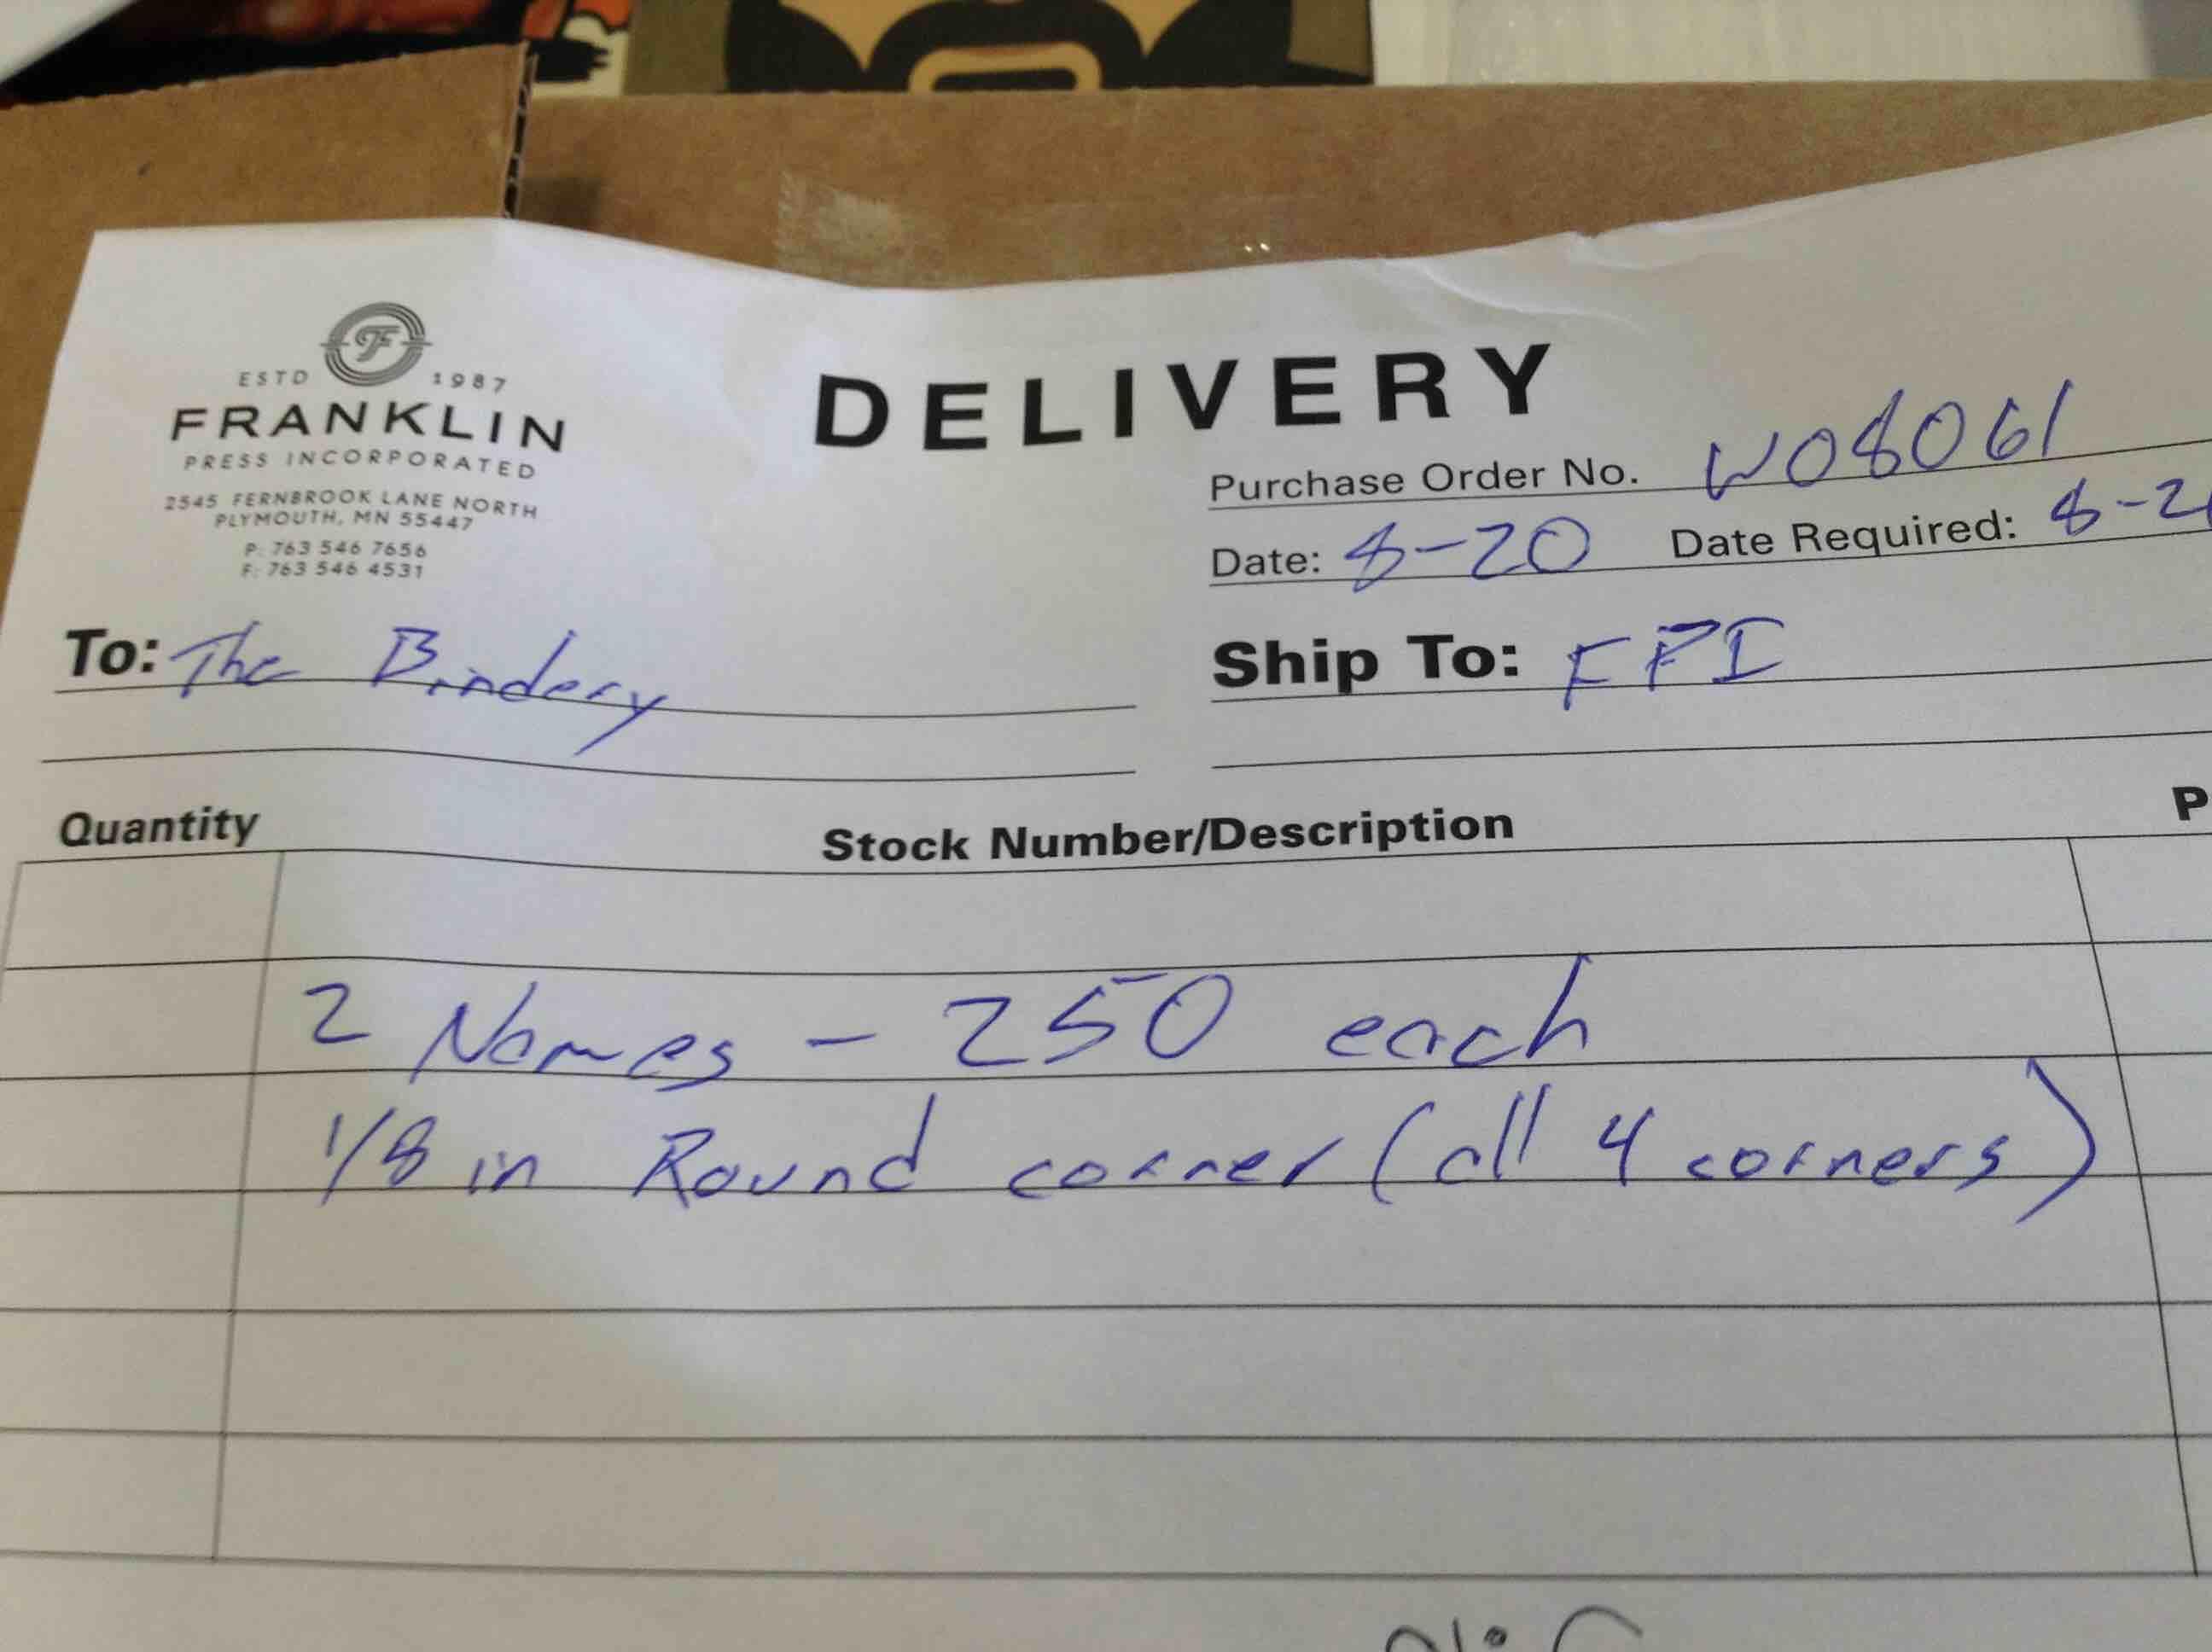 ESTD 1987
FRANKLIN
PRESS INCORPORATED
2545 FERNBROOK LANE NORTH
PLYMOUTH, MN 55447
P: 763 546 7656
F: 763 546 4531
DELIVERY
Purchase Order No. W08061
Date: 8-20 Date Required:
To: The Bindery
Ship To: FPI
Quantity Stock Number/Description P
2 Names - 250 each
1/8 in Round corner (all 4 corners)